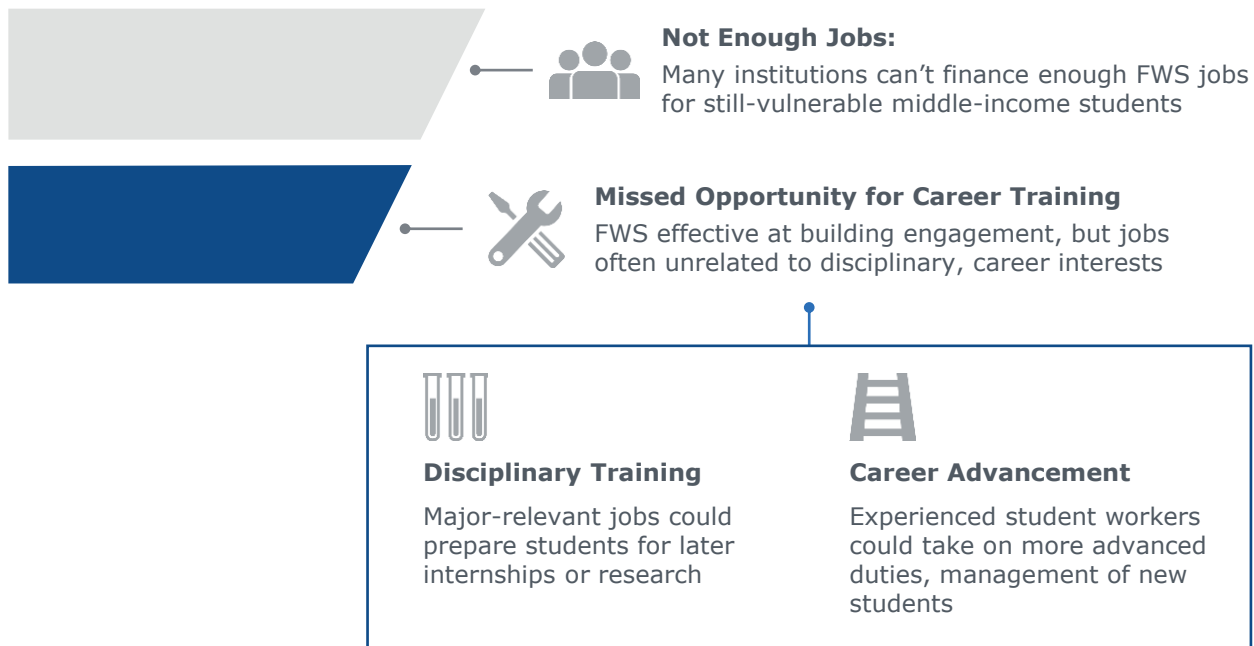 Not Enough Jobs:
Many institutions can't finance enough FWS jobs
for still-vulnerable middle-income students
Missed Opportunity for Career Training
FWS effective at building engagement, but jobs
often unrelated to disciplinary, career interests
Disciplinary Training
Major-relevant jobs could
prepare students for later
internships or research
Career Advancement
Experienced student workers
could take on more advanced
duties, management of new
students